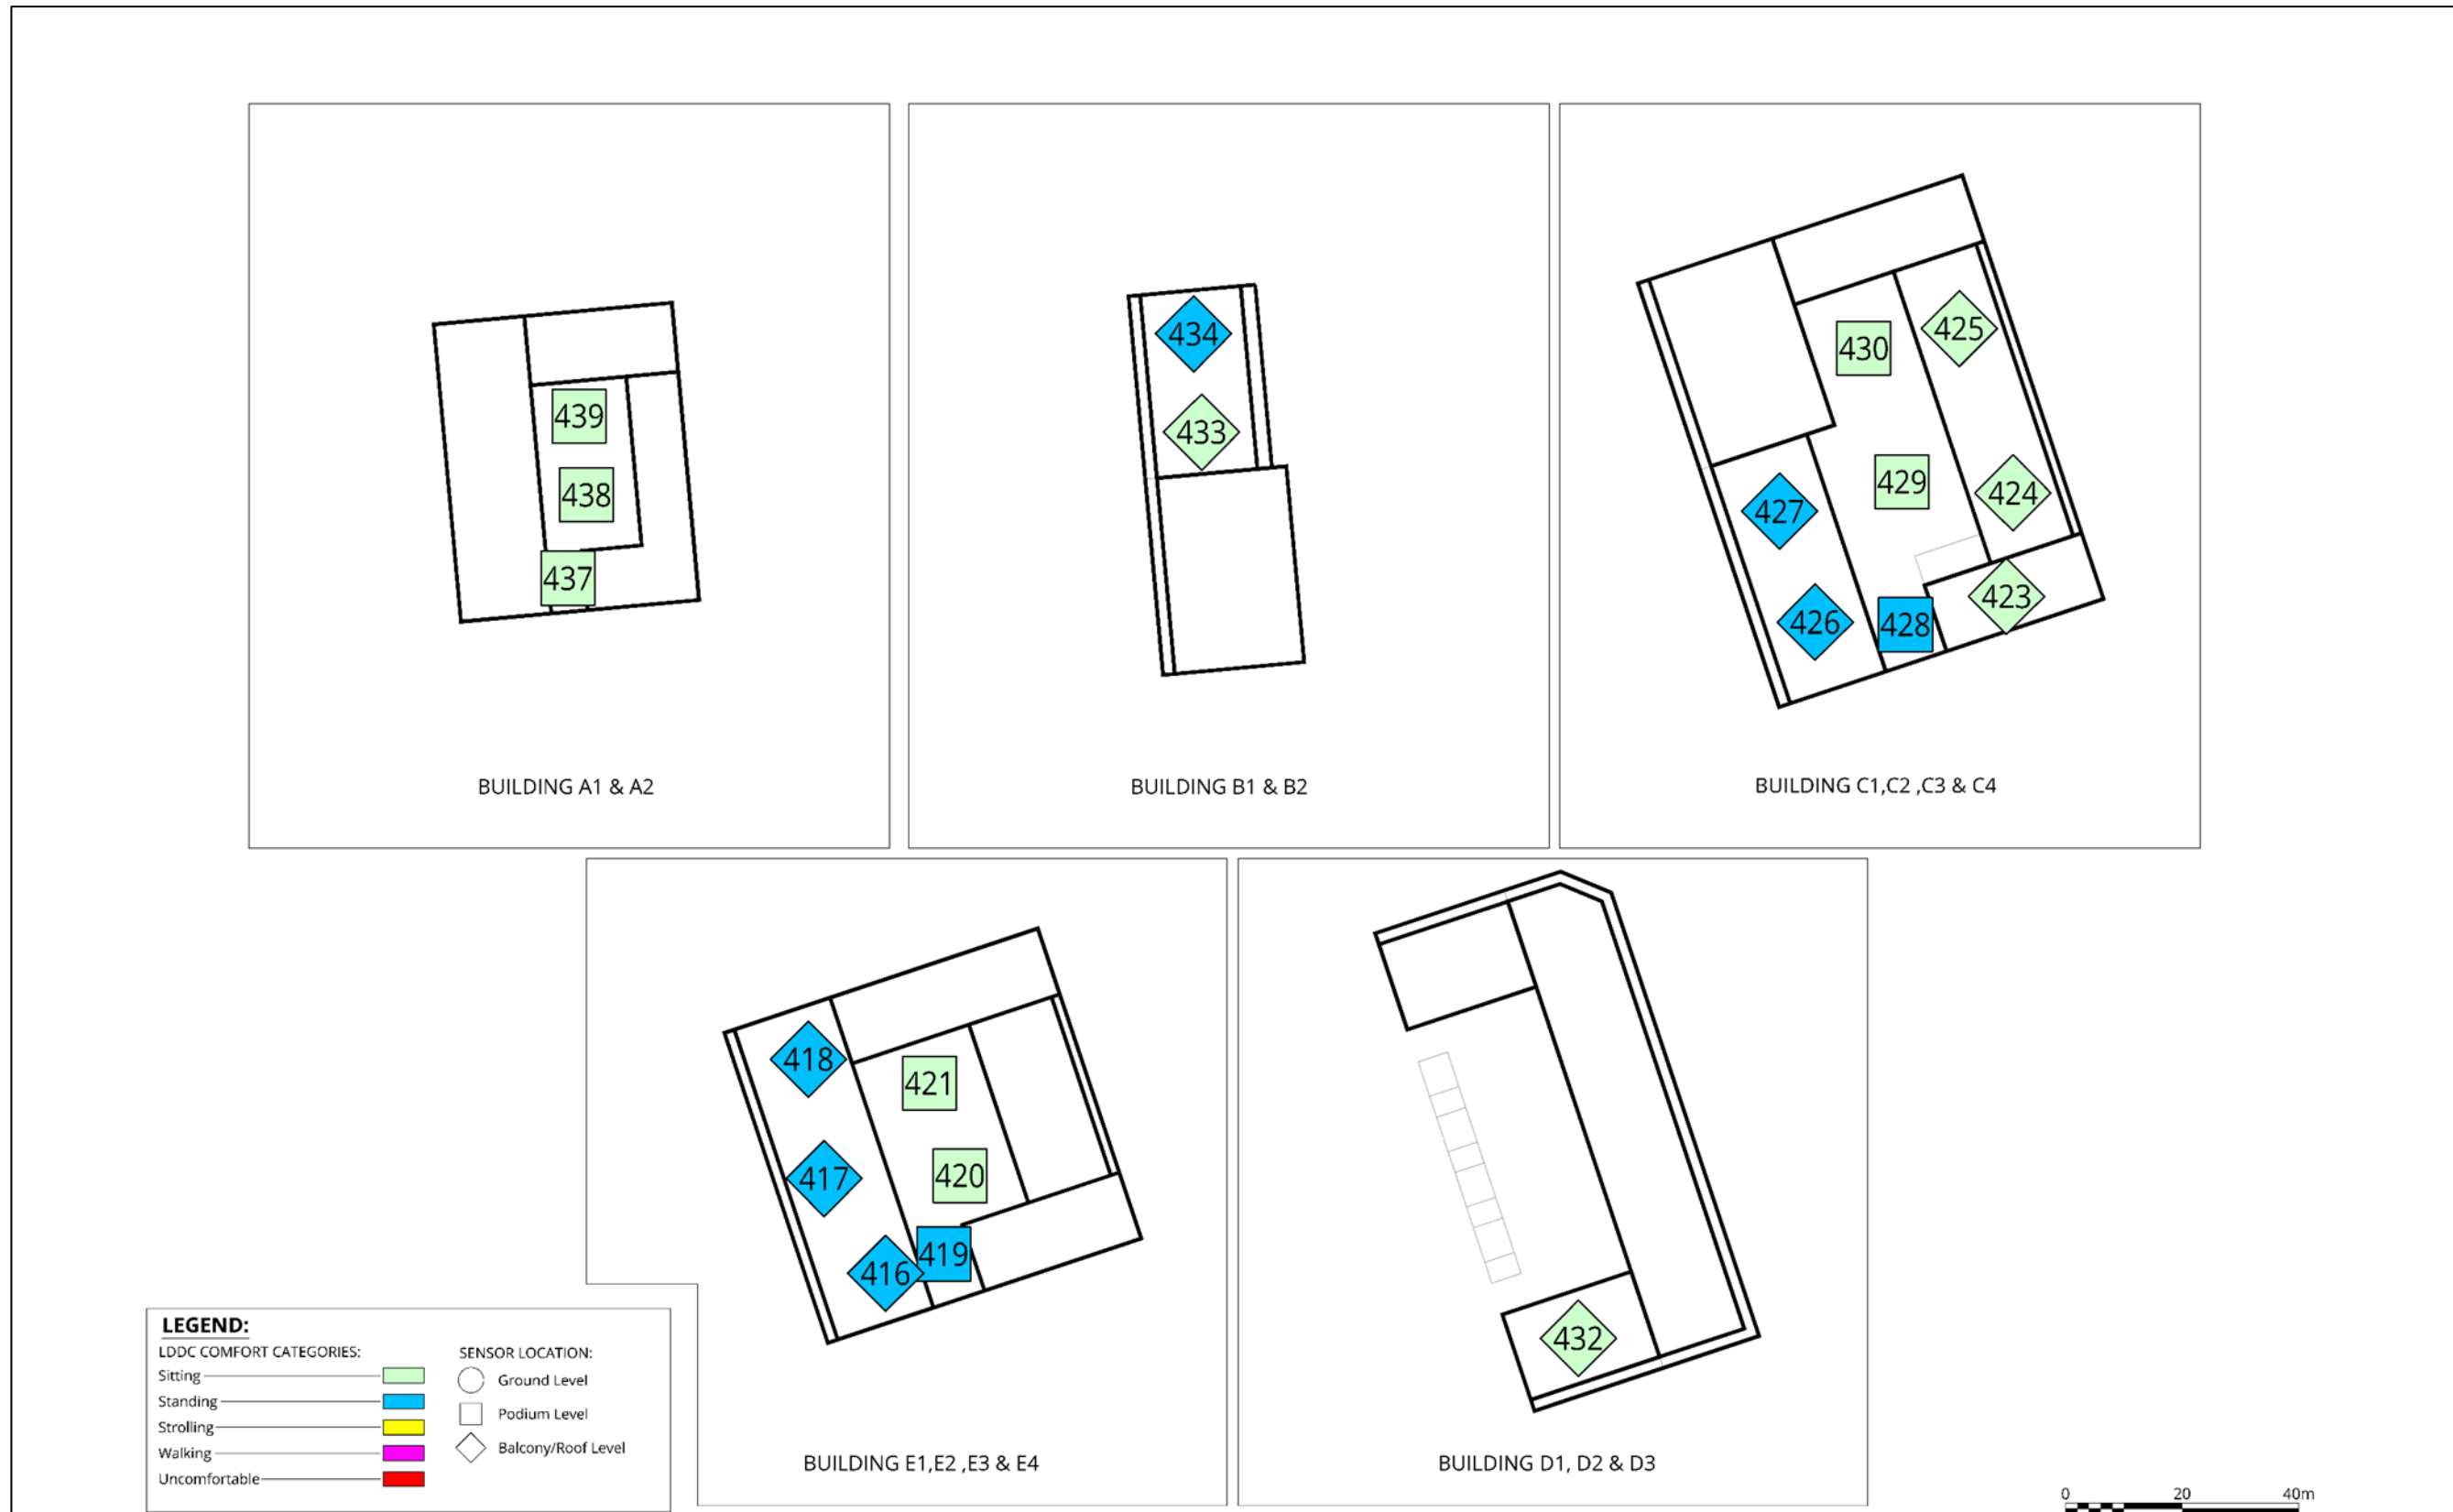 439
438
437
BUILDING A1 & A2
434
433
BUILDING B1 & B2
425
430
429
424
427
423
426
428
BUILDING C1,C2 ,C3 & C4
418
421
417
420
419
416
BUILDING E1,E2 ,E3 & E4
432
BUILDING D1, D2 & D3
LEGEND:
LDDC COMFORT CATEGORIES:
Sitting
Standing
Strolling
Walking
Uncomfortable
SENSOR LOCATION:
Ground Level
Podium Level
Balcony/Roof Level
0 20 40m